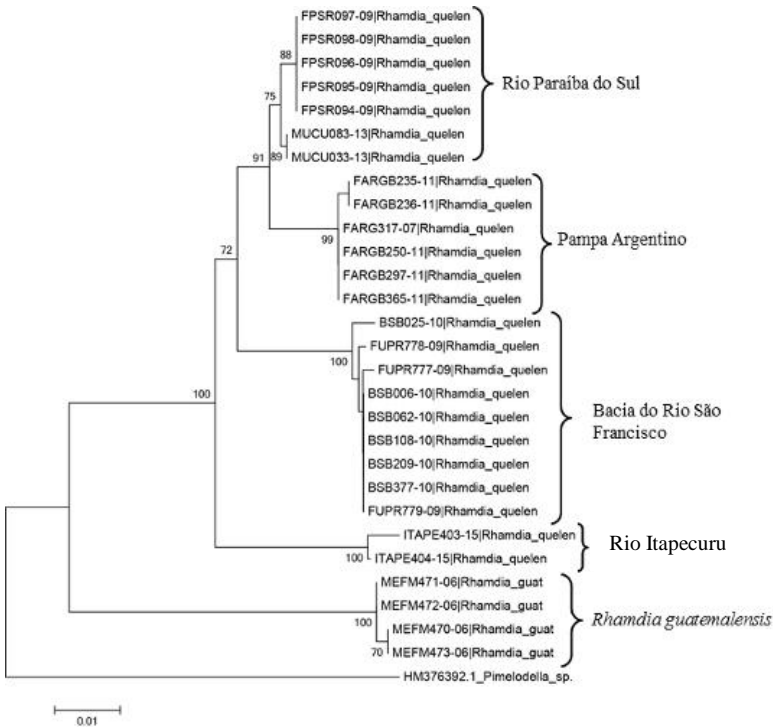 FPSR097-09|Rhamdia_quelen
FPSR098-09|Rhamdia_quelen
88
FPSR096-09|Rhamdia_quelen
Rio Paraíba do Sul
FPSR095-09|Rhamdia_quelen
75
FPSR094-09|Rhamdia_quelen
MUCU083-13|Rhamdia_quelen
91
89
MUCU033-13|Rhamdia_quelen
FARGB235-11|Rhamdia_quelen
FARGB236-11|Rhamdia_quelen
FARG317-07|Rhamdia_quelen
99
Pampa Argentino
72
FARGB250-11|Rhamdia_quelen
FARGB297-11|Rhamdia_quelen
FARGB365-11|Rhamdia_quelen
BSB025-10|Rhamdia_quelen
FUPR778-09|Rhamdia_quelen
100
FUPR777-09|Rhamdia_quelen
100
BSB006-10|Rhamdia_quelen
BSB062-10|Rhamdia_quelen
Bacia do Rio São
Francisco
BSB108-10|Rhamdia_quelen
BSB209-10|Rhamdia_quelen
BSB377-10|Rhamdia_quelen
FUPR779-09|Rhamdia_quelen
ITAPE403-15|Rhamdia_quelen
Rio Itapecuru
100
ITAPE404-15|Rhamdia_quelen
MEFM471-06|Rhamdia_guat
MEFM472-06|Rhamdia_guat
Rhamdia guatemalensis
100
MEFM470-06|Rhamdia_guat
70
MEFM473-06|Rhamdia_guat
HM376392.1_Pimelodella_sp.
0.01